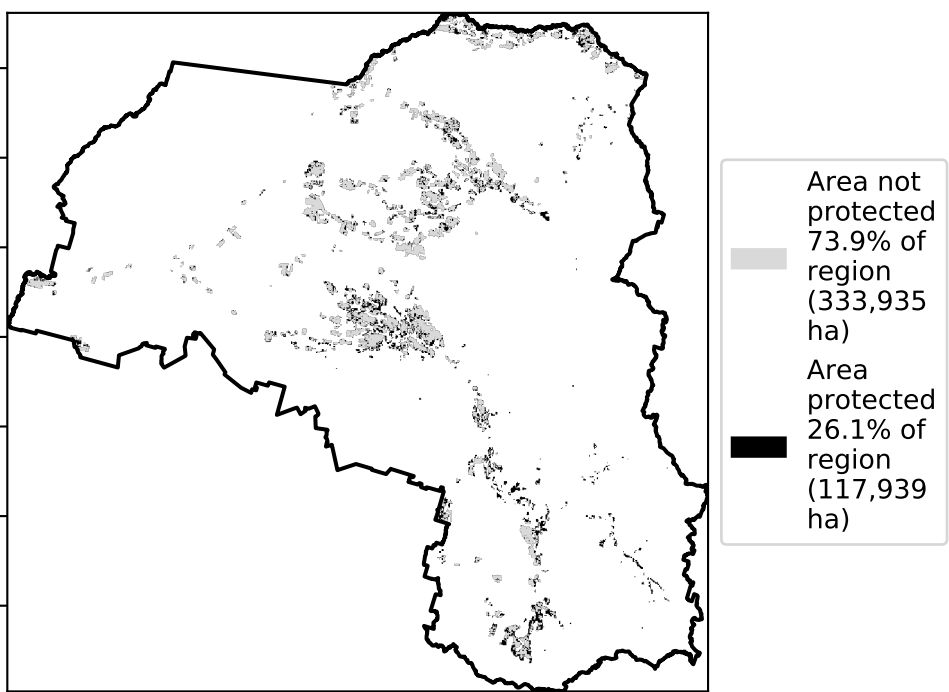 Area not
protected
73.9% of
region
(333,935
ha)
Area
protected
26.1% of
region
(117,939
ha)